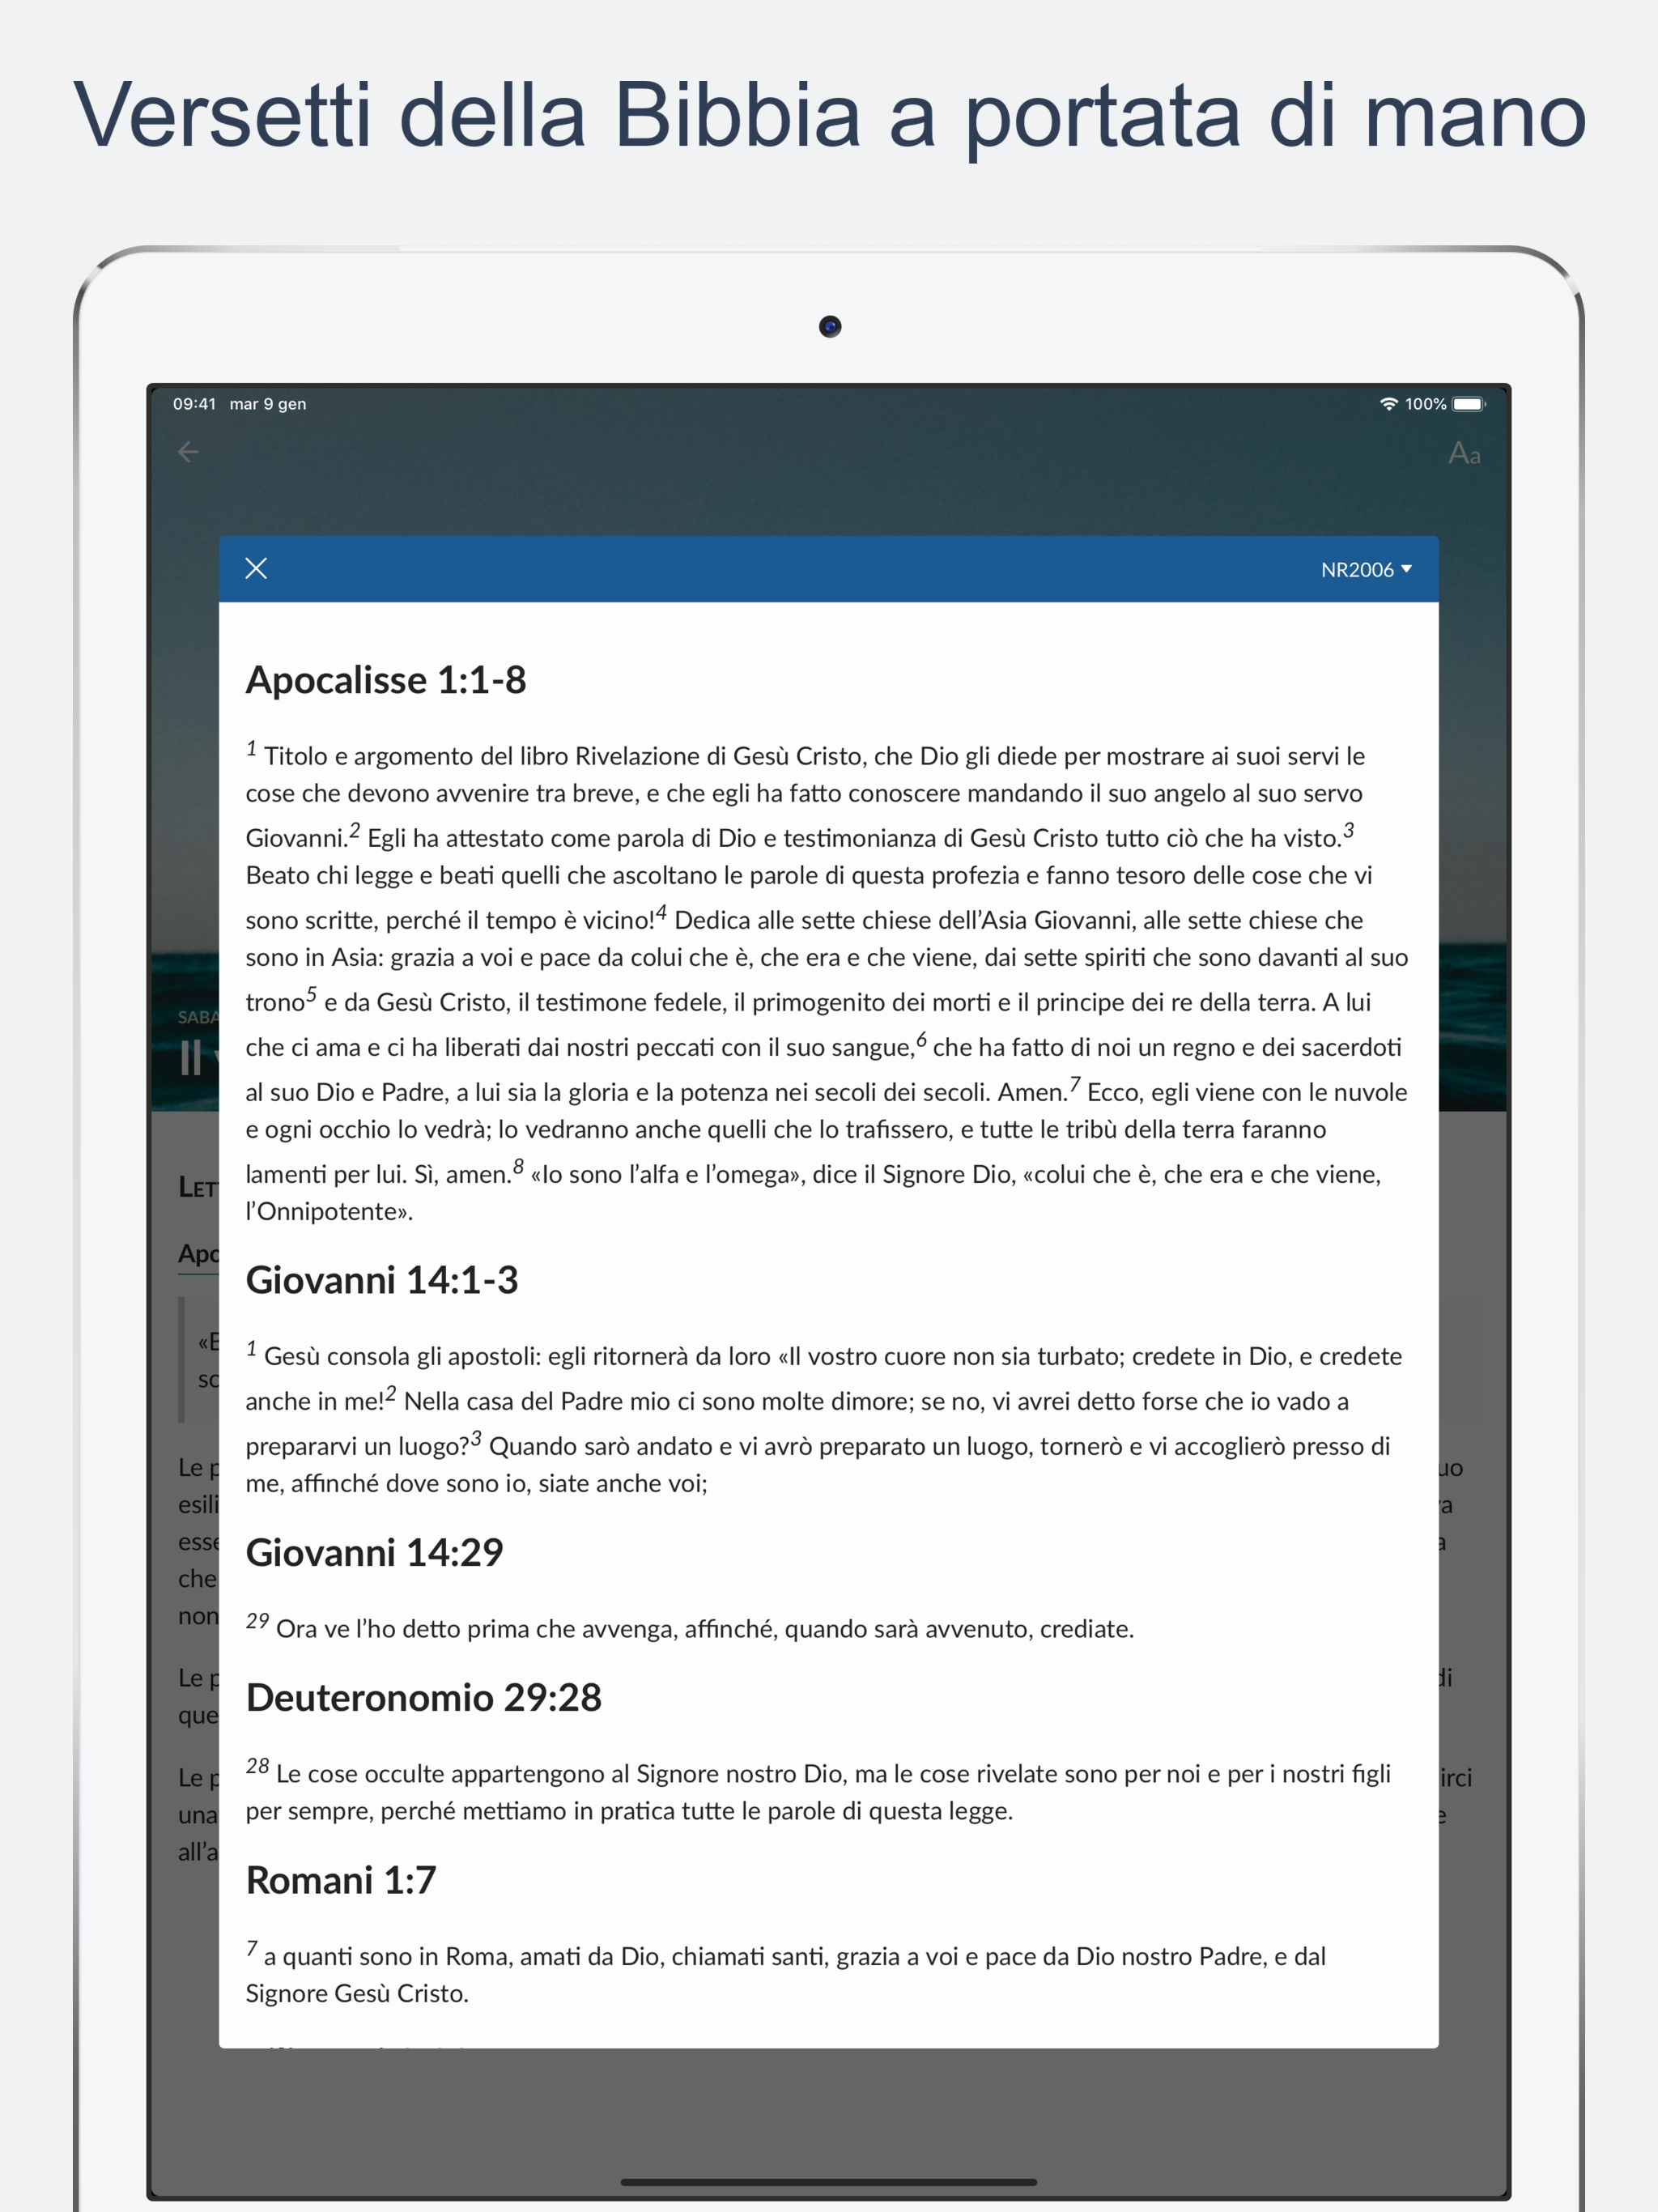 Versetti della Bibbia a portata di mano
09:41 mar 9 gen
100%
Aa
NR2006
Apocalisse 1:1-8
1 Titolo e argomento del libro Rivelazione di Gesù Cristo, che Dio gli diede per mostrare ai suoi servi le
cose che devono avvenire tra breve, e che egli ha fatto conoscere mandando il suo angelo al suo servo
Giovanni.2 Egli ha attestato come parola di Dio e testimonianza di Gesù Cristo tutto ciò che ha visto.3
Beato chi legge e beati quelli che ascoltano le parole di questa profezia e fanno tesoro delle cose che vi
sono scritte, perché il tempo è vicino!4 Dedica alle sette chiese dell’Asia Giovanni, alle sette chiese che
sono in Asia: grazia a voi e pace da colui che è, che era e che viene, dai sette spiriti che sono davanti al suo
trono5 e da Gesù Cristo, il testimone fedele, il primogenito dei morti e il principe dei re della terra. A lui
che ci ama e ci ha liberati dai nostri peccati con il suo sangue,6 che ha fatto di noi un regno e dei sacerdoti
al suo Dio e Padre, a lui sia la gloria e la potenza nei secoli dei secoli. Amen.7 Ecco, egli viene con le nuvole
e ogni occhio lo vedrà; lo vedranno anche quelli che lo trafissero, e tutte le tribù della terra faranno
lamenti per lui. Sì, amen.8 «Io sono l’alfa e l’omega», dice il Signore Dio, «colui che è, che era e che viene,
l’Onnipotente».
Giovanni 14:1-3
1 Gesù consola gli apostoli: egli ritornerà da loro «Il vostro cuore non sia turbato; credete in Dio, e credete
anche in me!2 Nella casa del Padre mio ci sono molte dimore; se no, vi avrei detto forse che io vado a
prepararvi un luogo?3 Quando sarò andato e vi avrò preparato un luogo, tornerò e vi accoglierò presso di
me, affinché dove sono io, siate anche voi;
Giovanni 14:29
29 Ora ve l’ho detto prima che avvenga, affinché, quando sarà avvenuto, crediate.
Deuteronomio 29:28
28 Le cose occulte appartengono al Signore nostro Dio, ma le cose rivelate sono per noi e per i nostri figli
per sempre, perché mettiamo in pratica tutte le parole di questa legge.
Romani 1:7
7 a quanti sono in Roma, amati da Dio, chiamati santi, grazia a voi e pace da Dio nostro Padre, e dal
Signore Gesù Cristo.